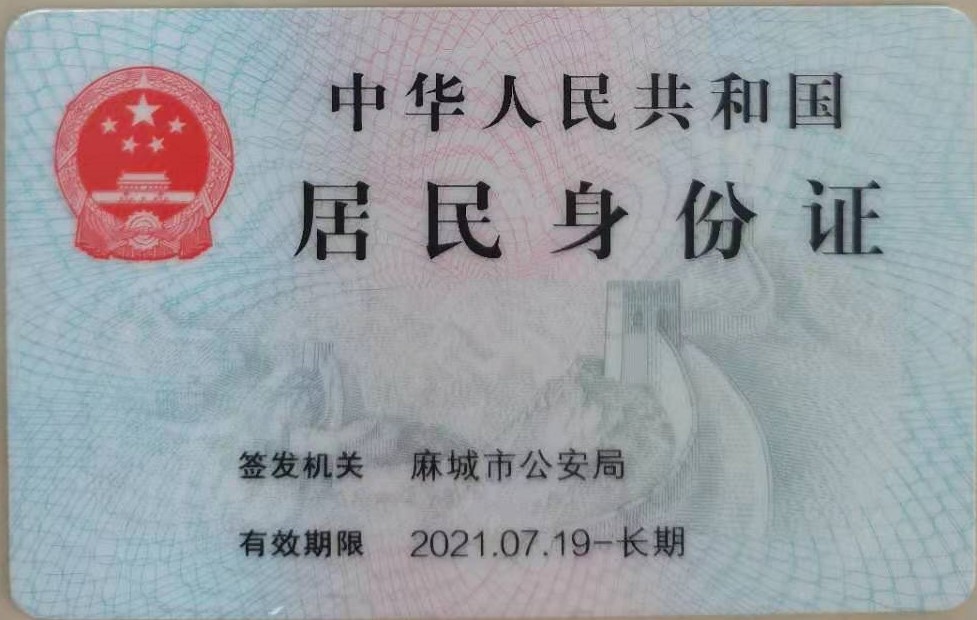 中华人民共和国
居民身份证
签发机关 麻城市公安局
有效期限 2021.07.19-长期